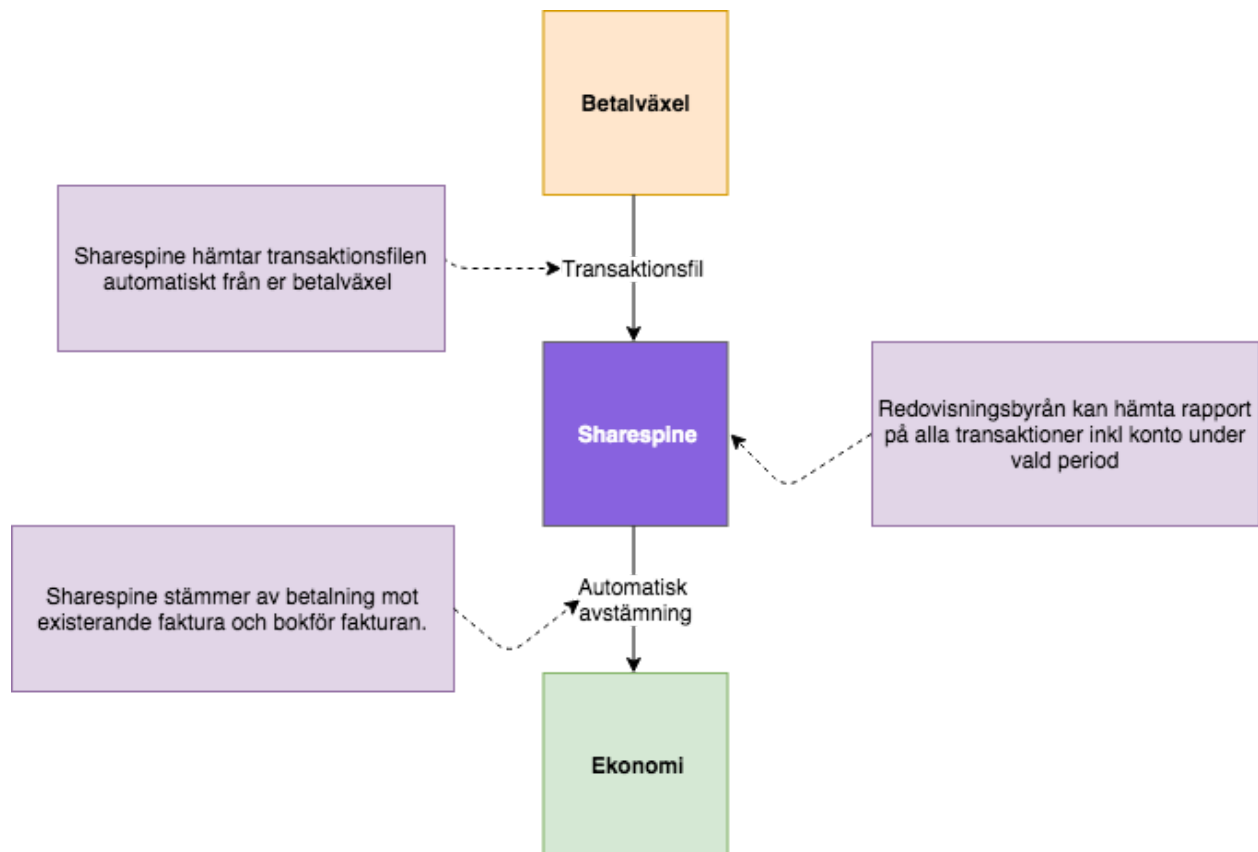 Betalväxel
Sharespine hämtar transaktionsfilen
automatiskt från er betalväxel
Transaktionsfil
Sharespine
Redovisningsbyrån kan hämta rapport
på alla transaktioner inkl konto under
vald period
Sharespine stämmer av betalning mot
existerande faktura och bokför fakturan.
Automatisk
avstämning
Ekonomi